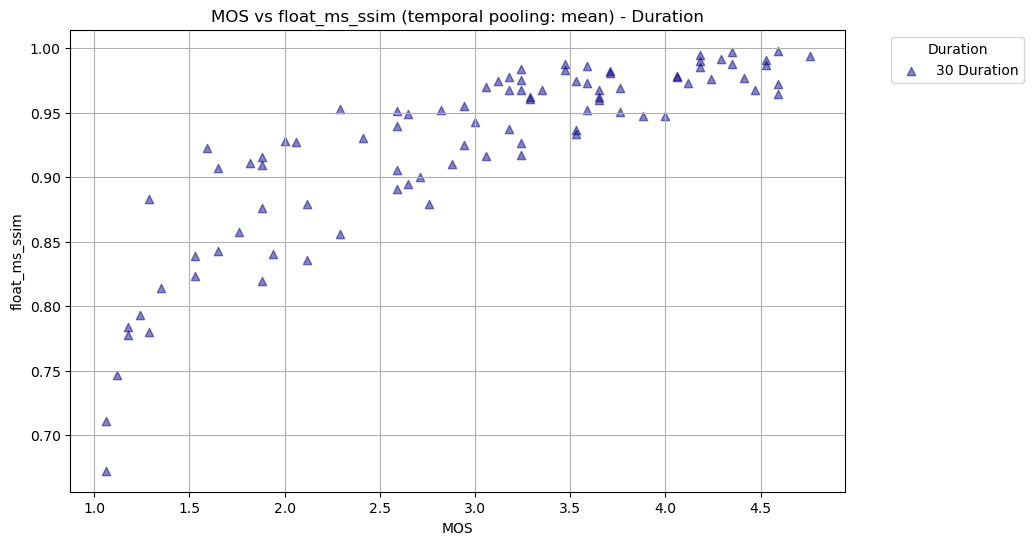 MOS vs float_ms_ssim (temporal pooling: mean) - Duration
Duration
30 Duration
float_ms_ssim
1.00
0.95
0.90
0.85
0.80
0.75
0.70
1.0 1.5 2.0 2.5 3.0 3.5 4.0 4.5
MOS